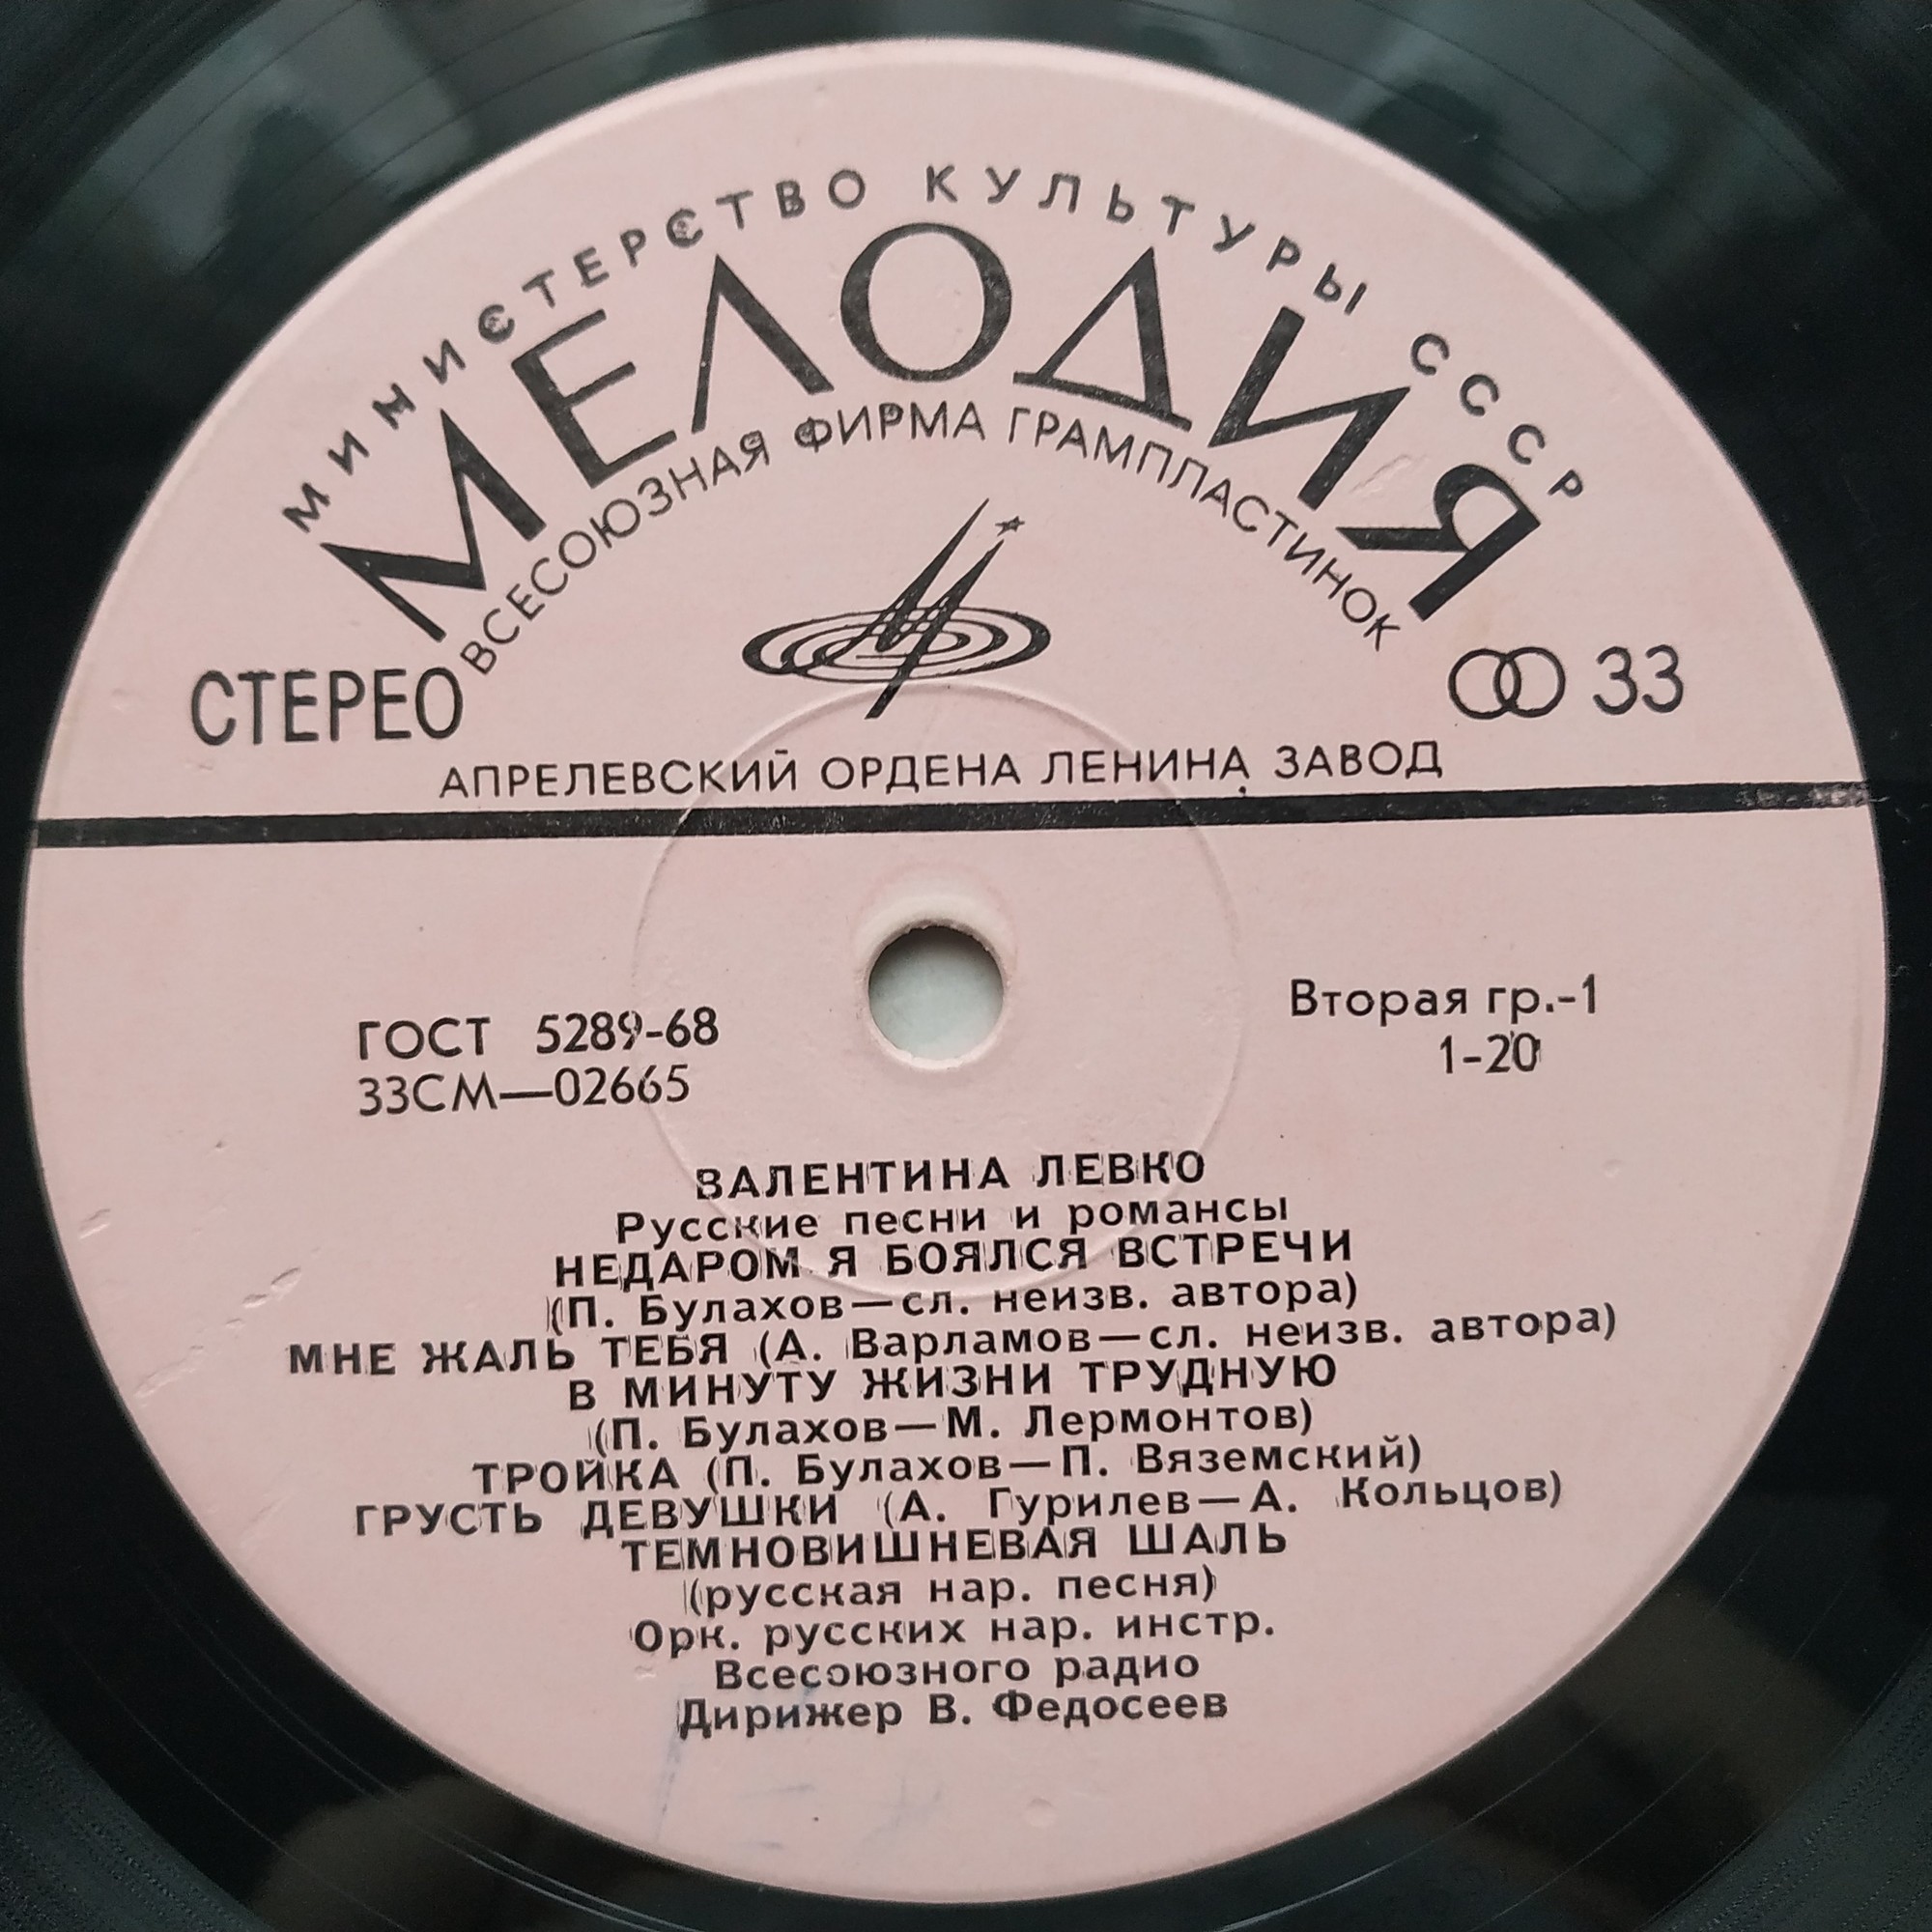 МИНИСТЕРСТВО КУЛЬТУРЫ СССР
МЕЛОДИЯ
ВСЕСОЮЗНАЯ ФИРМА ГРАМПЛАСТИНОК
СТЕРЕО
33
АПРЕЛЕВСКИЙ ОРДЕНА ЛЕНИНА ЗАВОД
ГОСТ 5289-68
33СМ—02665
Вторая гр.-1
1-20
ВАЛЕНТИНА ЛЕВКО
Русские песни и романсы
НЕДАРОМ Я БОЯЛСЯ ВСТРЕЧИ
(П. Булахов—сл. неизв. автора)
МНЕ ЖАЛЬ ТЕБЯ (А. Варламов—сл. неизв. автора)
В МИНУТУ ЖИЗНИ ТРУДНУЮ
(П. Булахов—М. Лермонтов)
ТРОЙКА (П. Булахов—П. Вяземский)
ГРУСТЬ ДЕВУШКИ (А. Гурилев—А. Кольцов)
ТЕМНОВИШНЕВАЯ ШАЛЬ
(русская нар. песня)
Орк. русских нар. инстр.
Всесоюзного радио
Дирижер В. Федосеев